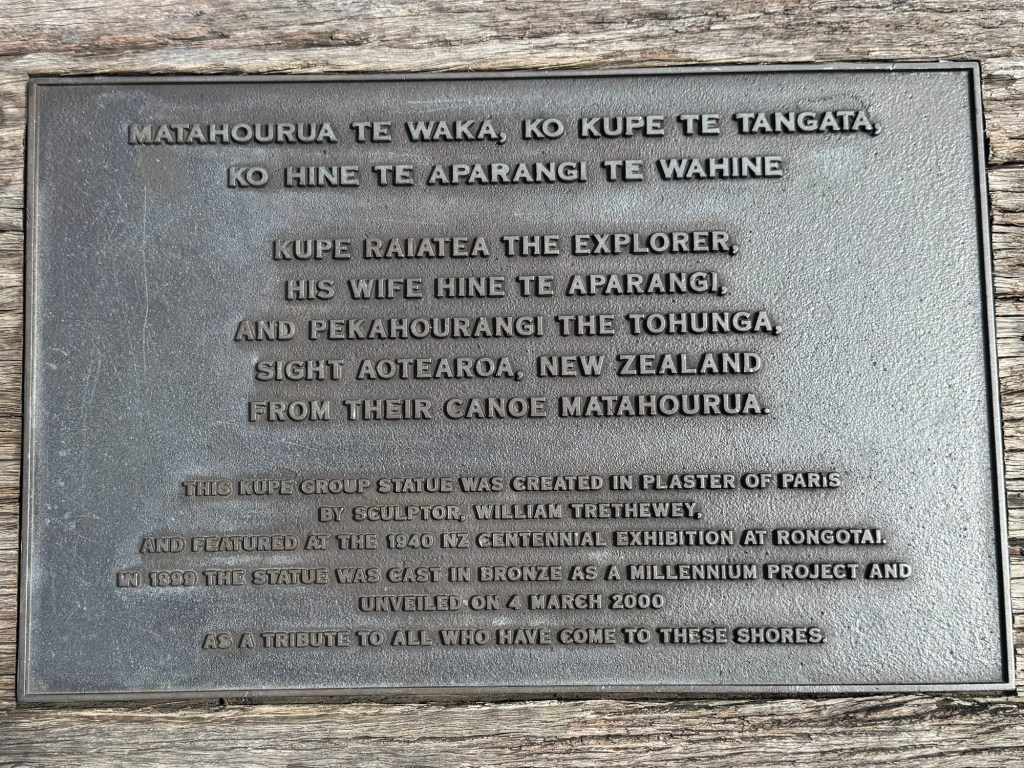 MATAHOURUA TE WAKA, KO KUPE TE TANGATA,
KO HINE TE APARANGI TE WAHINE
KUPE RAIATEA THE EXPLORER,
HIS WIFE HINE TE APARANGI,
AND PEKAHOURANGI THE TOHUNGA,
SIGHT AOTEAROA, NEW ZEALAND
FROM THEIR CANOE MATAHOURUA.
THIS KUPE GROUP STATUE WAS CREATED IN PLASTER OF PARIS
BY SCULPTOR, WILLIAM TRETHEWEY,
AND FEATURED AT THE 1940 NZ CENTENNIAL EXHIBITION AT RONGOTAI.
IN 1999 THE STATUE WAS CAST IN BRONZE AS A MILLENNIUM PROJECT AND
UNVEILED ON 4 MARCH 2000
AS A TRIBUTE TO ALL WHO HAVE COME TO THESE SHORES.